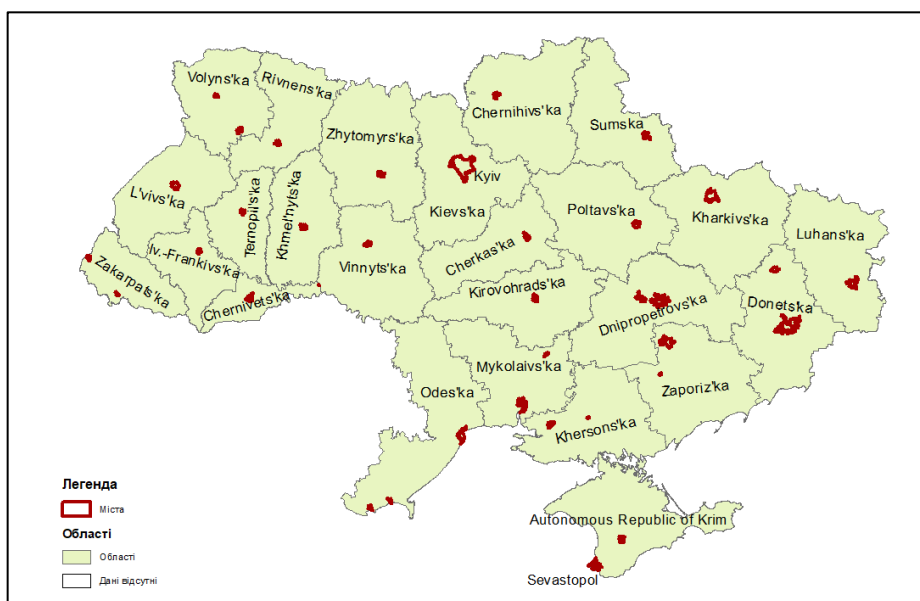 Volyns'ka
Rivnens'ka
Chernihivs'ka
Sums'ka
Zhytomyrs'ka
Kyiv
L'vivs'ka
Ternopil's'ka
Khmel'nyts'ka
Kievs'ka
Poltavs'ka
Kharkivs'ka
Luhans'ka
Iv.-Frankivs'ka
Zakarpats'ka
Vinnyts'ka
Cherkas'ka
Chernivets'ka
Kirovohrads'ka
Dnipropetrovs'ka
Donets'ka
Mykolaivs'ka
Odes'ka
Zaporiz'ka
Khersons'ka
Autonomous Republic of Krim
Sevastopol
Легенда
Міста
Області
Області
Дані відсутні